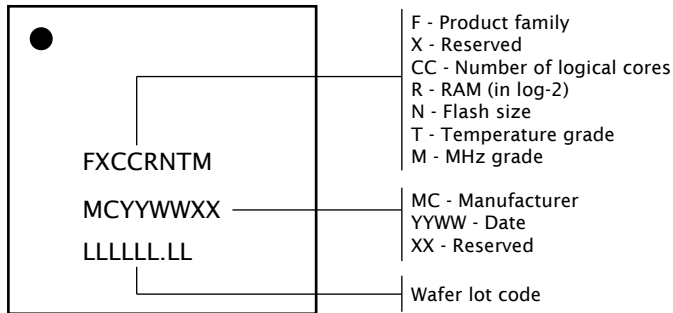 F - Product family
X - Reserved
CC - Number of logical cores
R - RAM (in log-2)
N - Flash size
T - Temperature grade
M - MHz grade
FXCCRNTM
MCYYWWXX
MC - Manufacturer
YYWW - Date
XX - Reserved
LLLLLL.LL
Wafer lot code